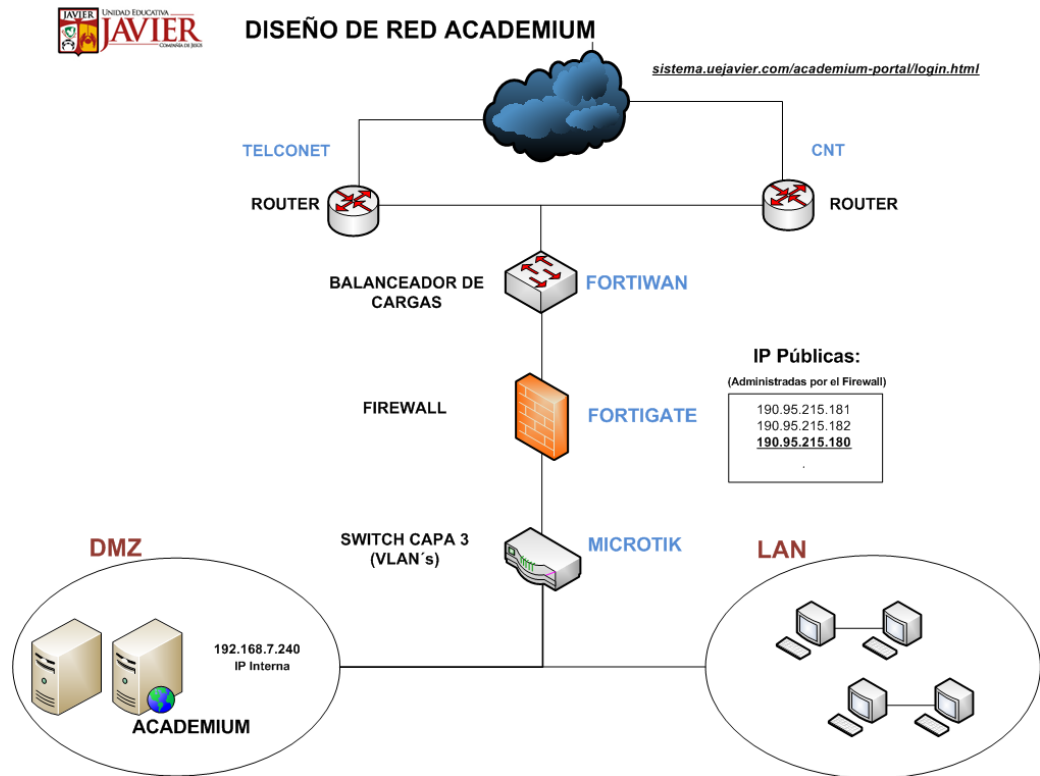 JAVIER
UNIDAD EDUCATIVA
JAVIER
COMPAÑÍA DE JESÚS
DISEÑO DE RED ACADEMIUM
sistema.uejavier.com/academium-portal/login.html
TELCONET
CNT
ROUTER
ROUTER
BALANCEADOR DE
CARGAS
FORTIWAN
IP Públicas:
(Administradas por el Firewall)
190.95.215.181
190.95.215.182
190.95.215.180
.
FIREWALL
FORTIGATE
SWITCH CAPA 3
(VLAN´s)
MICROTIK
DMZ
LAN
192.168.7.240
IP Interna
ACADEMIUM